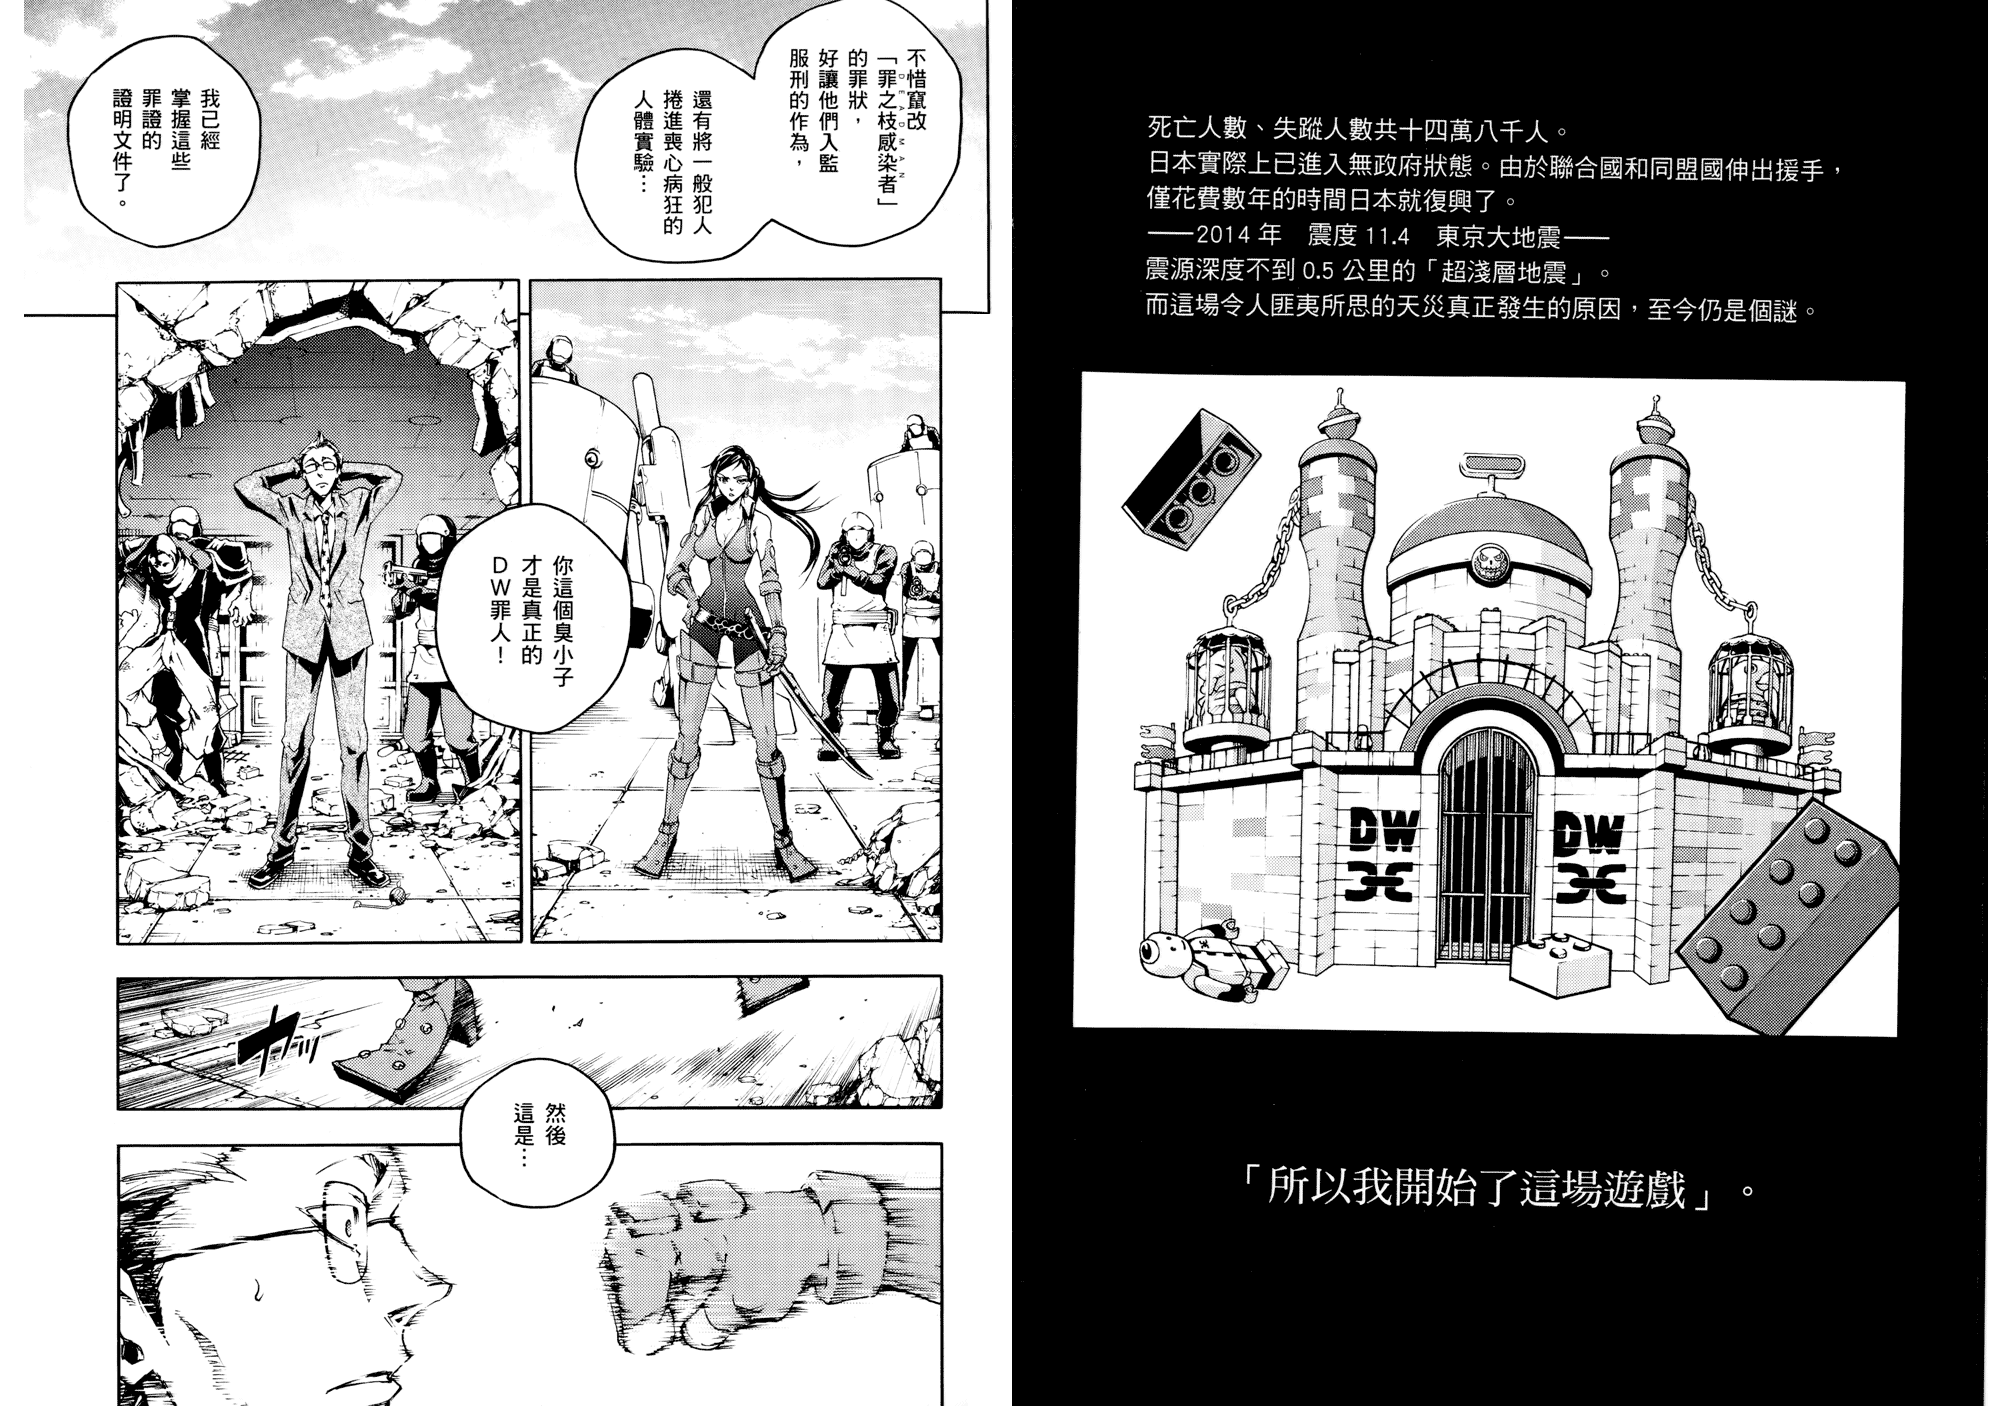 死亡人數、失蹤人數共十四萬八千人。
日本實際上已進入無政府狀態。由於聯合國和同盟國伸出援手，
僅花費數年的時間日本就復興了。
——2014 年　震度 11.4　東京大地震——
震源深度不到 0.5 公里的「超淺層地震」。
而這場令人匪夷所思的天災真正發生的原因，至今仍是個謎。
DW
DW
「所以我開始了這場遊戲」。
不惜竄改
「罪之枝感染者」
DEADMAN
的罪狀，
好讓他們入監
服刑的作為，
還有將一般犯人
捲進喪心病狂的
人體實驗…
我已經
掌握這些
罪證的
證明文件了。
你這個臭小子
才是真正的
ＤＷ罪人！
カッ
然後
這是…